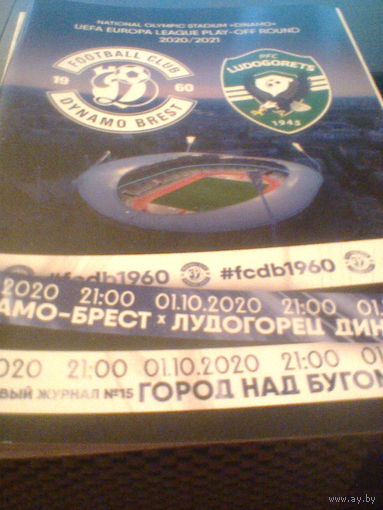 NATIONAL OLYMPIC STADIUM «DINAMO»
UEFA EUROPA LEAGUE PLAY-OFF ROUND
2020/2021
FOOTBALL CLUB
19 60
DYNAMO BREST
PFC
LUDOGORETS
1945
#fcdb1960 #fcdb1960
2020 21:00 01.10.2020 21:00 01.
АМО-БРЕСТ х ЛУДОГОРЕЦ ДИН
020 21:00 01.10.2020 21:00
ВЫЙ ЖУРНАЛ №15 ГОРОД НАД БУГОМ
www.ay.by